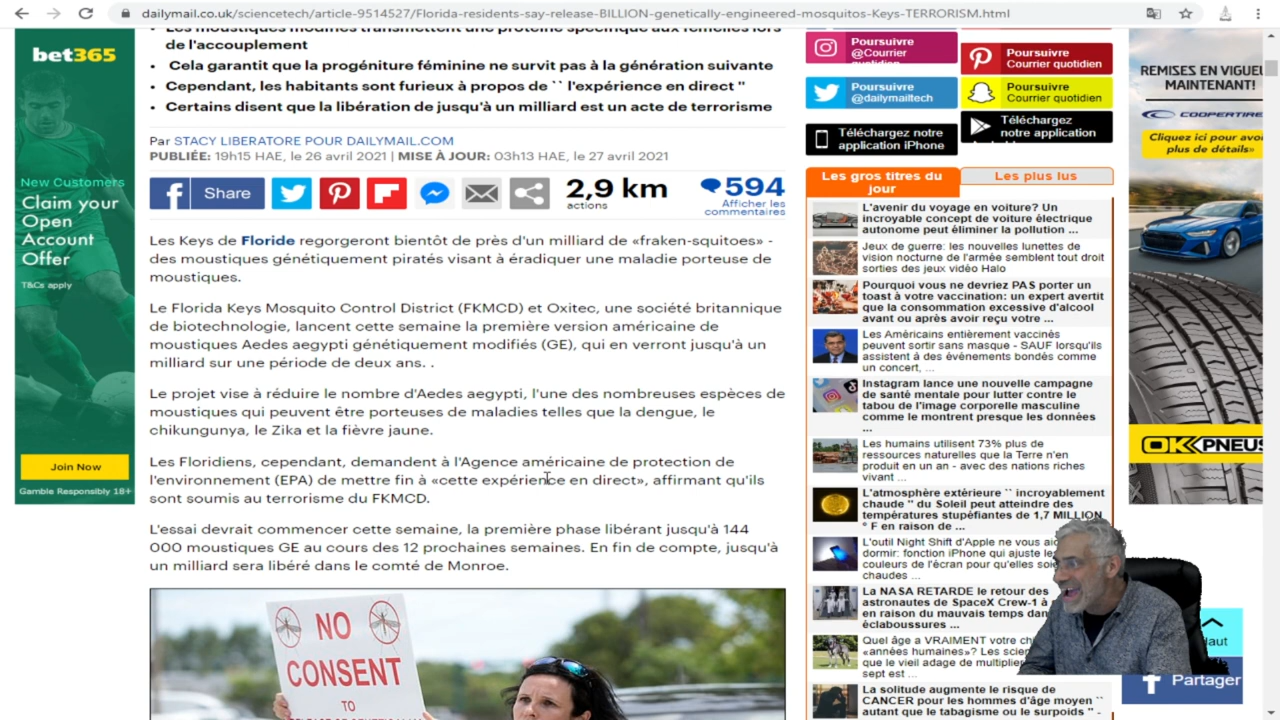 dailymail.co.uk/sciencetech/article-9514527/Florida-residents-say-release-BILLION-genetically-engineered-mosquitos-Keys-TERRORISM.html
bet365
New Customers
Claim your
Open
Account
Offer
T&Cs apply
Join Now
Gamble Responsibly 18+
• Les moustiques modifiés transmettent une protéine spécifique aux femelles lors
de l'accouplement
• Cela garantit que la progéniture féminine ne survit pas à la génération suivante
• Cependant, les habitants sont furieux à propos de `` l'expérience en direct ''
• Certains disent que la libération de jusqu'à un milliard est un acte de terrorisme
Par STACY LIBERATORE POUR DAILYMAIL.COM
PUBLIÉE: 19h15 HAE, le 26 avril 2021 | MISE À JOUR: 03h13 HAE, le 27 avril 2021
Share
2,9 km
actions
594
Afficher les
commentaires
Les Keys de Floride regorgeront bientôt de près d'un milliard de «fraken-squitoes» -
des moustiques génétiquement piratés visant à éradiquer une maladie porteuse de
moustiques.
Le Florida Keys Mosquito Control District (FKMCD) et Oxitec, une société britannique
de biotechnologie, lancent cette semaine la première version américaine de
moustiques Aedes aegypti génétiquement modifiés (GE), qui en verront jusqu'à un
milliard sur une période de deux ans. .
Le projet vise à réduire le nombre d'Aedes aegypti, l'une des nombreuses espèces de
moustiques qui peuvent être porteuses de maladies telles que la dengue, le
chikungunya, le Zika et la fièvre jaune.
Les Floridiens, cependant, demandent à l'Agence américaine de protection de
l'environnement (EPA) de mettre fin à «cette expérience en direct», affirmant qu'ils
sont soumis au terrorisme du FKMCD.
L'essai devrait commencer cette semaine, la première phase libérant jusqu'à 144
000 moustiques GE au cours des 12 prochaines semaines. En fin de compte, jusqu'à
un milliard sera libéré dans le comté de Monroe.
NO
CONSENT
TO
Poursuivre
@Courrier
quotidien
Poursuivre
Courrier quotidien
Poursuivre
@dailymailtech
Poursuivre
Courrier quotidien
Téléchargez notre
application iPhone
Téléchargez
notre application
Les gros titres du
jour
Les plus lus
L'avenir du voyage en voiture? Un
incroyable concept de voiture électrique
autonome peut éliminer la pollution ...
Jeux de guerre: les nouvelles lunettes de
vision nocturne de l'armée semblent tout droit
sorties des jeux vidéo Halo
Pourquoi vous ne devriez PAS porter un
toast à votre vaccination: un expert avertit
que la consommation excessive d'alcool
avant ou après avoir reçu votre ...
Les Américains entièrement vaccinés
peuvent sortir sans masque - SAUF lorsqu'ils
assistent à des événements bondés comme
un concert, ...
Instagram lance une nouvelle campagne
de santé mentale pour lutter contre le
tabou de l'image corporelle masculine
comme le montrent presque les données
...
Les humains utilisent 73% plus de
ressources naturelles que la Terre n'en
produit en un an - avec des nations riches
vivant ...
L'atmosphère extérieure `` incroyablement
chaude '' du Soleil peut atteindre des
températures stupéfiantes de 1,7 MILLION
° F en raison de ...
L'outil Night Shift d'Apple ne vous
dormir: fonction iPhone qui ajuste
couleurs de l'écran pour qu'elles
chaudes ...
La NASA RETARDE le retour des
astronautes de SpaceX Crew-1 à
en raison du mauvais temps
éclaboussures ...
Quel âge a VRAIMENT votre
«années humaines»? Les
que le vieil adage de
sept est ...
La solitude augmente le risque de
CANCER pour les hommes d'âge moyen ``
autant que le tabagisme ou le surpoids '' -
REMISES EN VIGUEU
MAINTENANT!
COOPERTIRE
Cliquez ici pour
plus de détails»
OK PNEUS
Partager